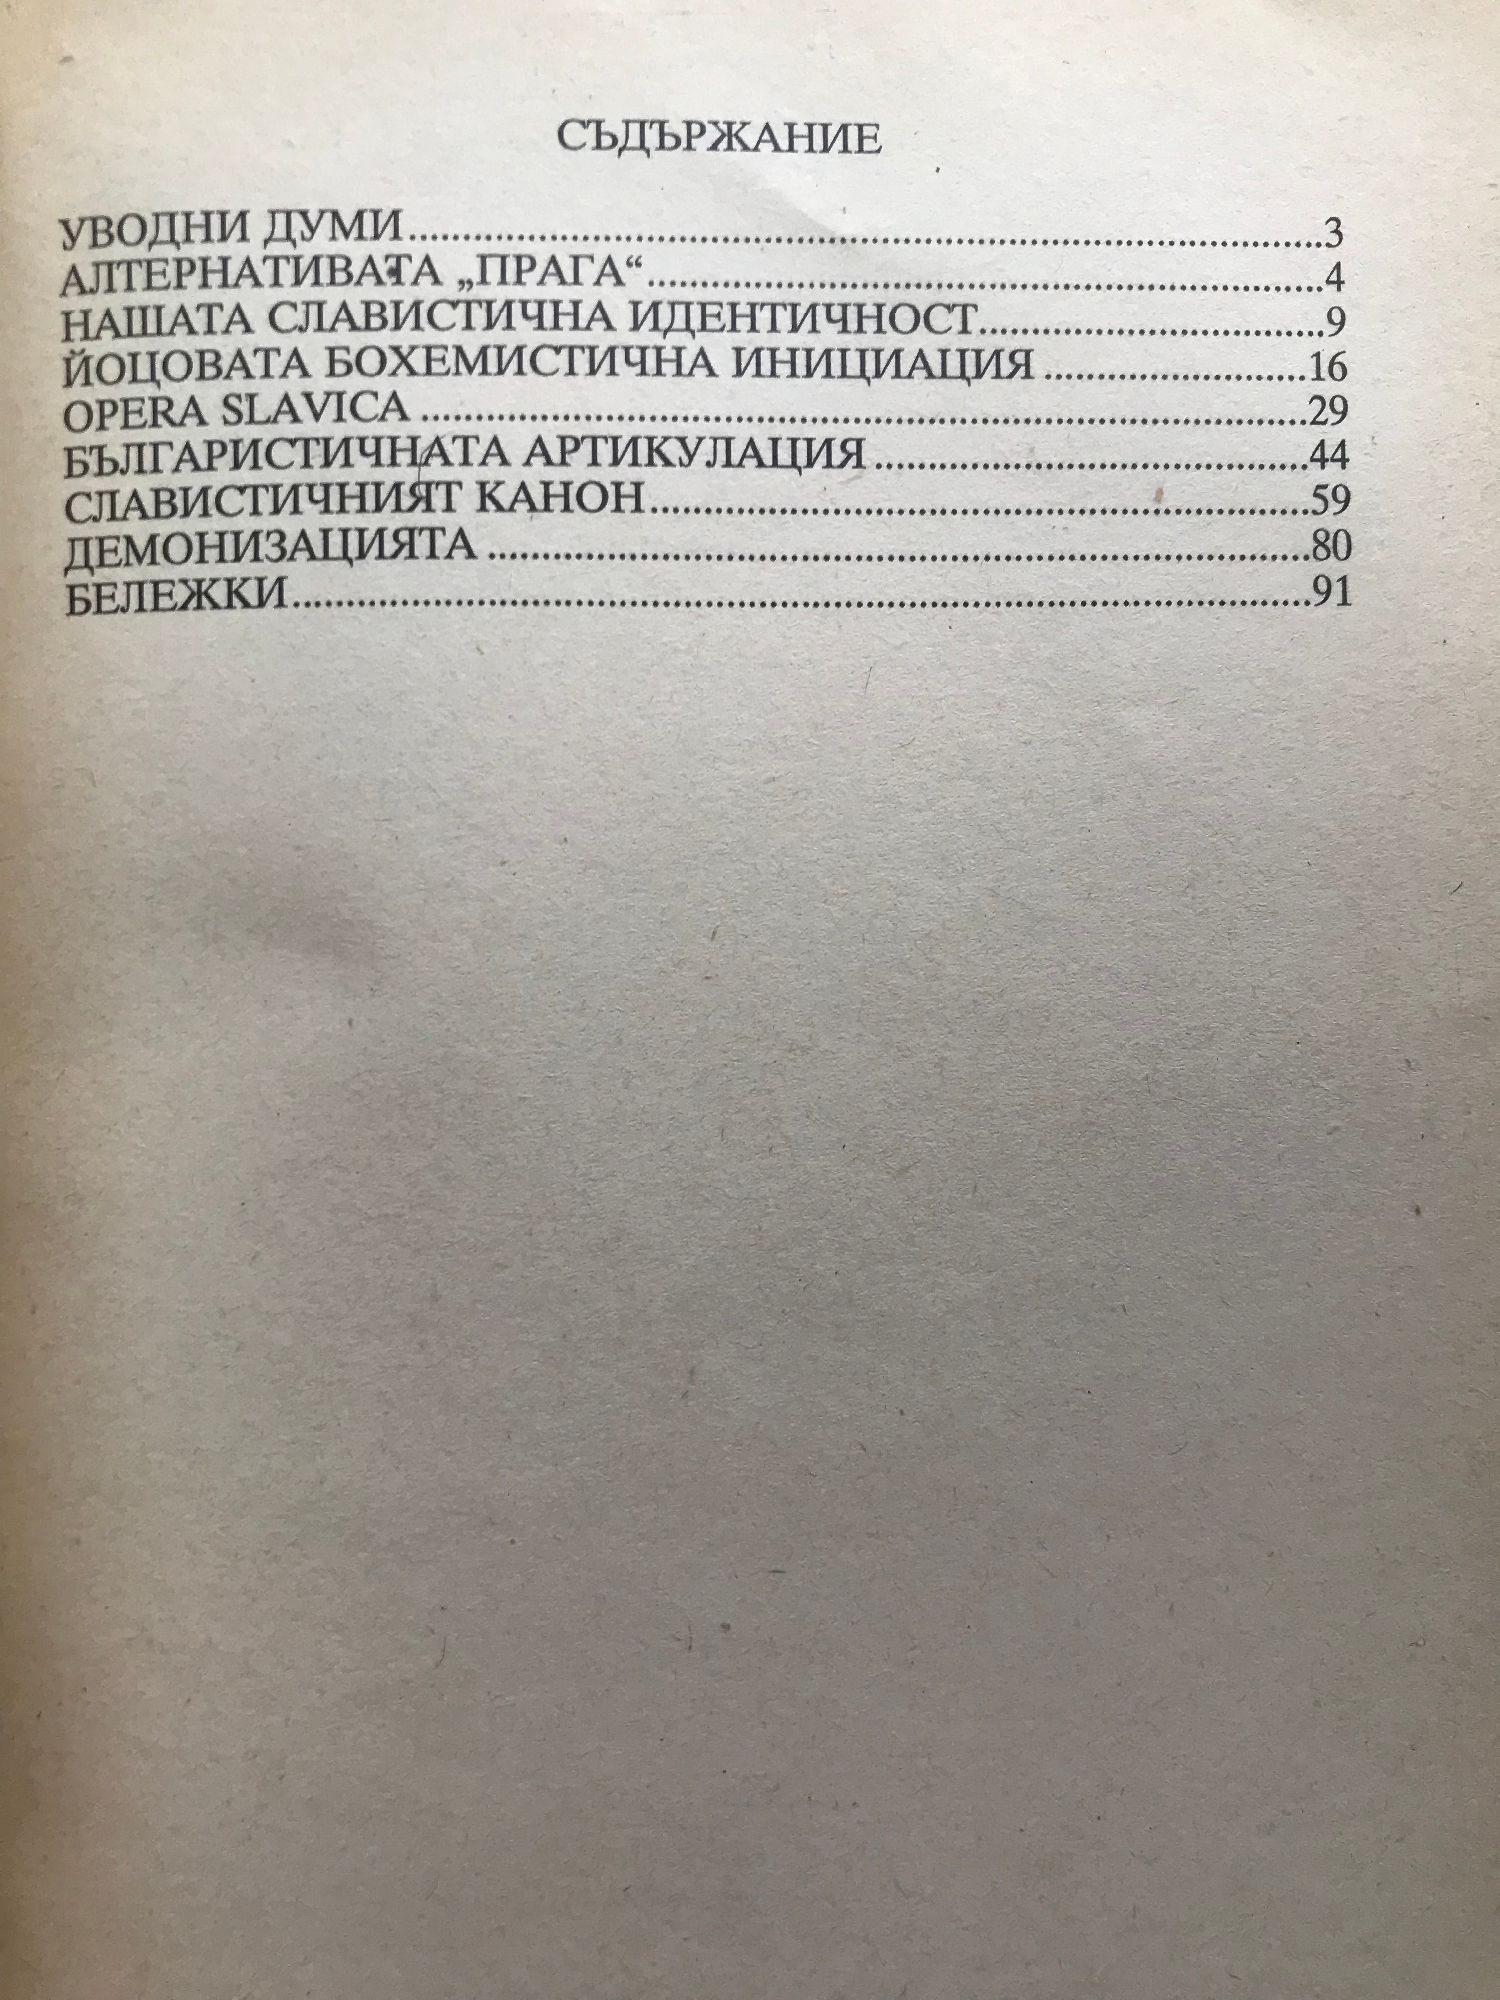 СЪДЪРЖАНИЕ
УВОДНИ ДУМИ....................................................................................3
АЛТЕРНАТИВАТА „ПРАГА“..............................................................4
НАШАТА СЛАВИСТИЧНА ИДЕНТИЧНОСТ................................9
ЙОЦОВАТА БОХЕМИСТИЧНА ИНИЦИАЦИЯ ........................16
OPERA SLAVICA .................................................................................29
БЪЛГАРИСТИЧНАТА АРТИКУЛАЦИЯ ........................................44
СЛАВИСТИЧНИЯТ КАНОН.............................................................59
ДЕМОНИЗАЦИЯТА ...........................................................................80
БЕЛЕЖКИ..............................................................................................91